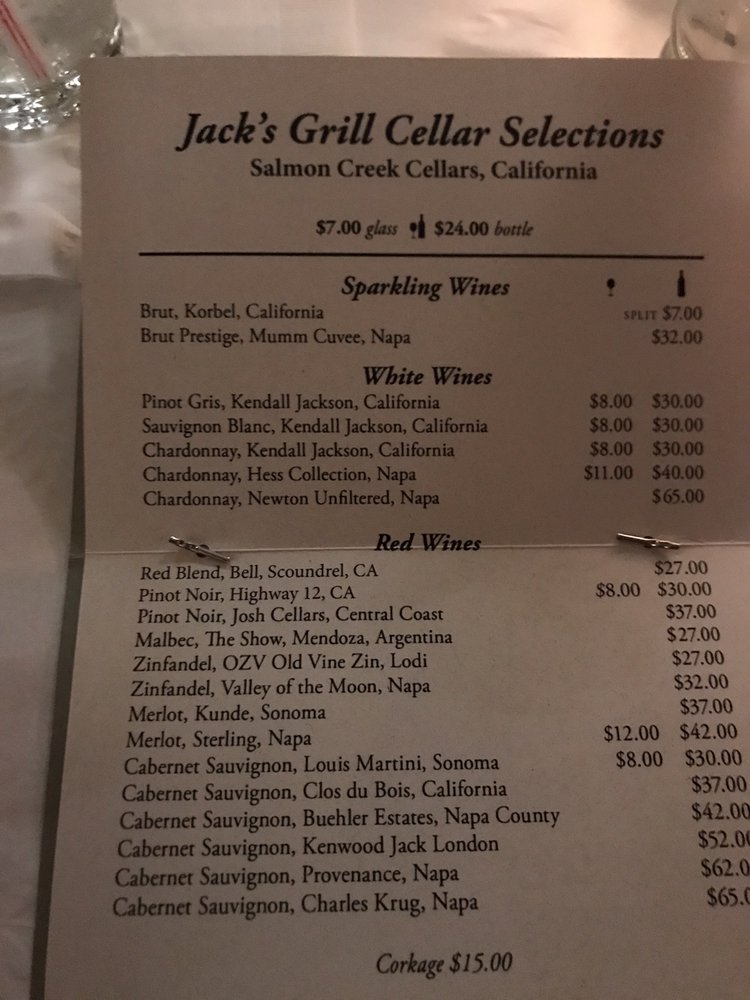 Jack's Grill Cellar Selections
Salmon Creek Cellars, California
$7.00 glass $24.00 bottle
Sparkling Wines
Brut, Korbel, California SPLIT $7.00
Brut Prestige, Mumm Cuvee, Napa $32.00
White Wines
Pinot Gris, Kendall Jackson, California $8.00 $30.00
Sauvignon Blanc, Kendall Jackson, California $8.00 $30.00
Chardonnay, Kendall Jackson, California $8.00 $30.00
Chardonnay, Hess Collection, Napa $11.00 $40.00
Chardonnay, Newton Unfiltered, Napa $65.00
Red Wines
Red Blend, Bell, Scoundrel, CA $27.00
Pinot Noir, Highway 12, CA $8.00 $30.00
Pinot Noir, Josh Cellars, Central Coast $37.00
Malbec, The Show, Mendoza, Argentina $27.00
Zinfandel, OZV Old Vine Zin, Lodi $27.00
Zinfandel, Valley of the Moon, Napa $32.00
Merlot, Kunde, Sonoma $37.00
Merlot, Sterling, Napa $12.00 $42.00
Cabernet Sauvignon, Louis Martini, Sonoma $8.00 $30.00
Cabernet Sauvignon, Clos du Bois, California $37.00
Cabernet Sauvignon, Buehler Estates, Napa County $42.00
Cabernet Sauvignon, Kenwood Jack London $52.00
Cabernet Sauvignon, Provenance, Napa $62.0
Cabernet Sauvignon, Charles Krug, Napa $65.
Corkage $15.00